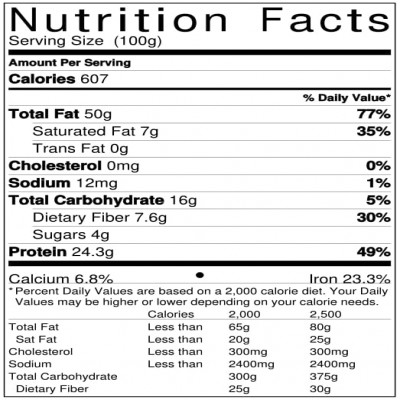 Nutrition Facts
Serving Size (100g)
Amount Per Serving
Calories 607
% Daily Value*
Total Fat 50g 77%
Saturated Fat 7g 35%
Trans Fat 0g
Cholesterol 0mg 0%
Sodium 12mg 1%
Total Carbohydrate 16g 5%
Dietary Fiber 7.6g 30%
Sugars 4g
Protein 24.3g 49%
Calcium 6.8% • Iron 23.3%
*Percent Daily Values are based on a 2,000 calorie diet. Your Daily
Values may be higher or lower depending on your calorie needs.
Calories 2,000 2,500
Total Fat Less than 65g 80g
Sat Fat Less than 20g 25g
Cholesterol Less than 300mg 300mg
Sodium Less than 2400mg 2400mg
Total Carbohydrate 300g 375g
Dietary Fiber 25g 30g